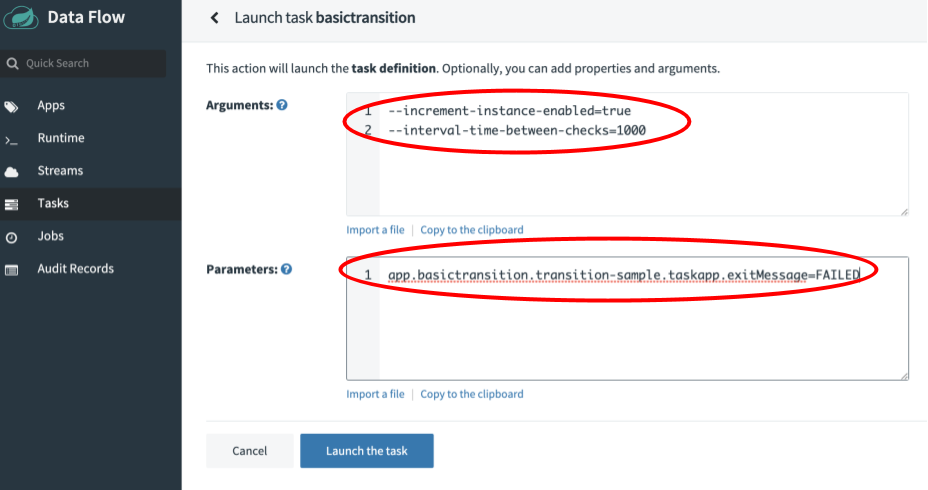 Data Flow
Launch task basictransition
Quick Search
This action will launch the task definition. Optionally, you can add properties and arguments.
Apps
Runtime
Streams
Tasks
Jobs
Audit Records
Arguments: ?
1 --increment-instance-enabled=true
2 --interval-time-between-checks=1000
Import a file | Copy to the clipboard
Parameters: ?
1 app.basictransition.transition-sample.taskapp.exitMessage=FAILED
Import a file | Copy to the clipboard
Cancel
Launch the task